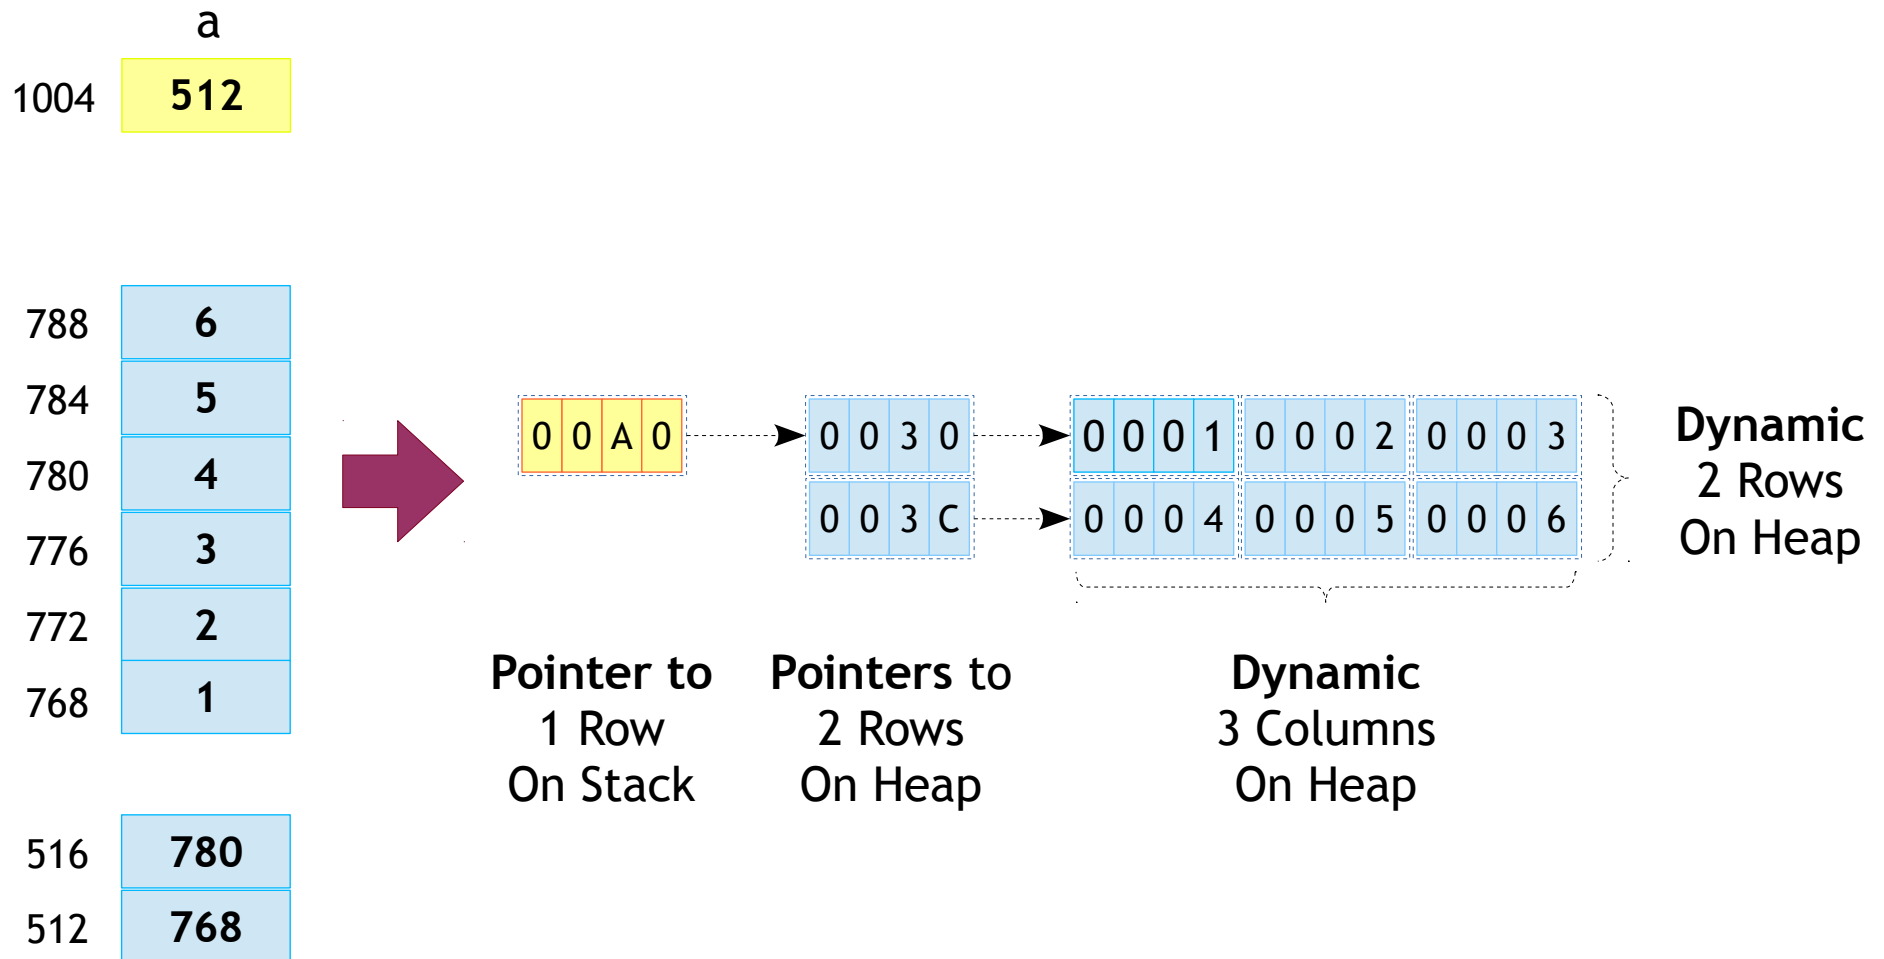 a
1004 512
788 6
784 5
780 4
776 3
772 2
768 1
516 780
512 768
0 0 A 0
0 0 3 0
0 0 3 C
0 0 0 1 0 0 0 2 0 0 0 3
0 0 0 4 0 0 0 5 0 0 0 6
Dynamic
2 Rows
On Heap
Pointer to
1 Row
On Stack
Pointers to
2 Rows
On Heap
Dynamic
3 Columns
On Heap